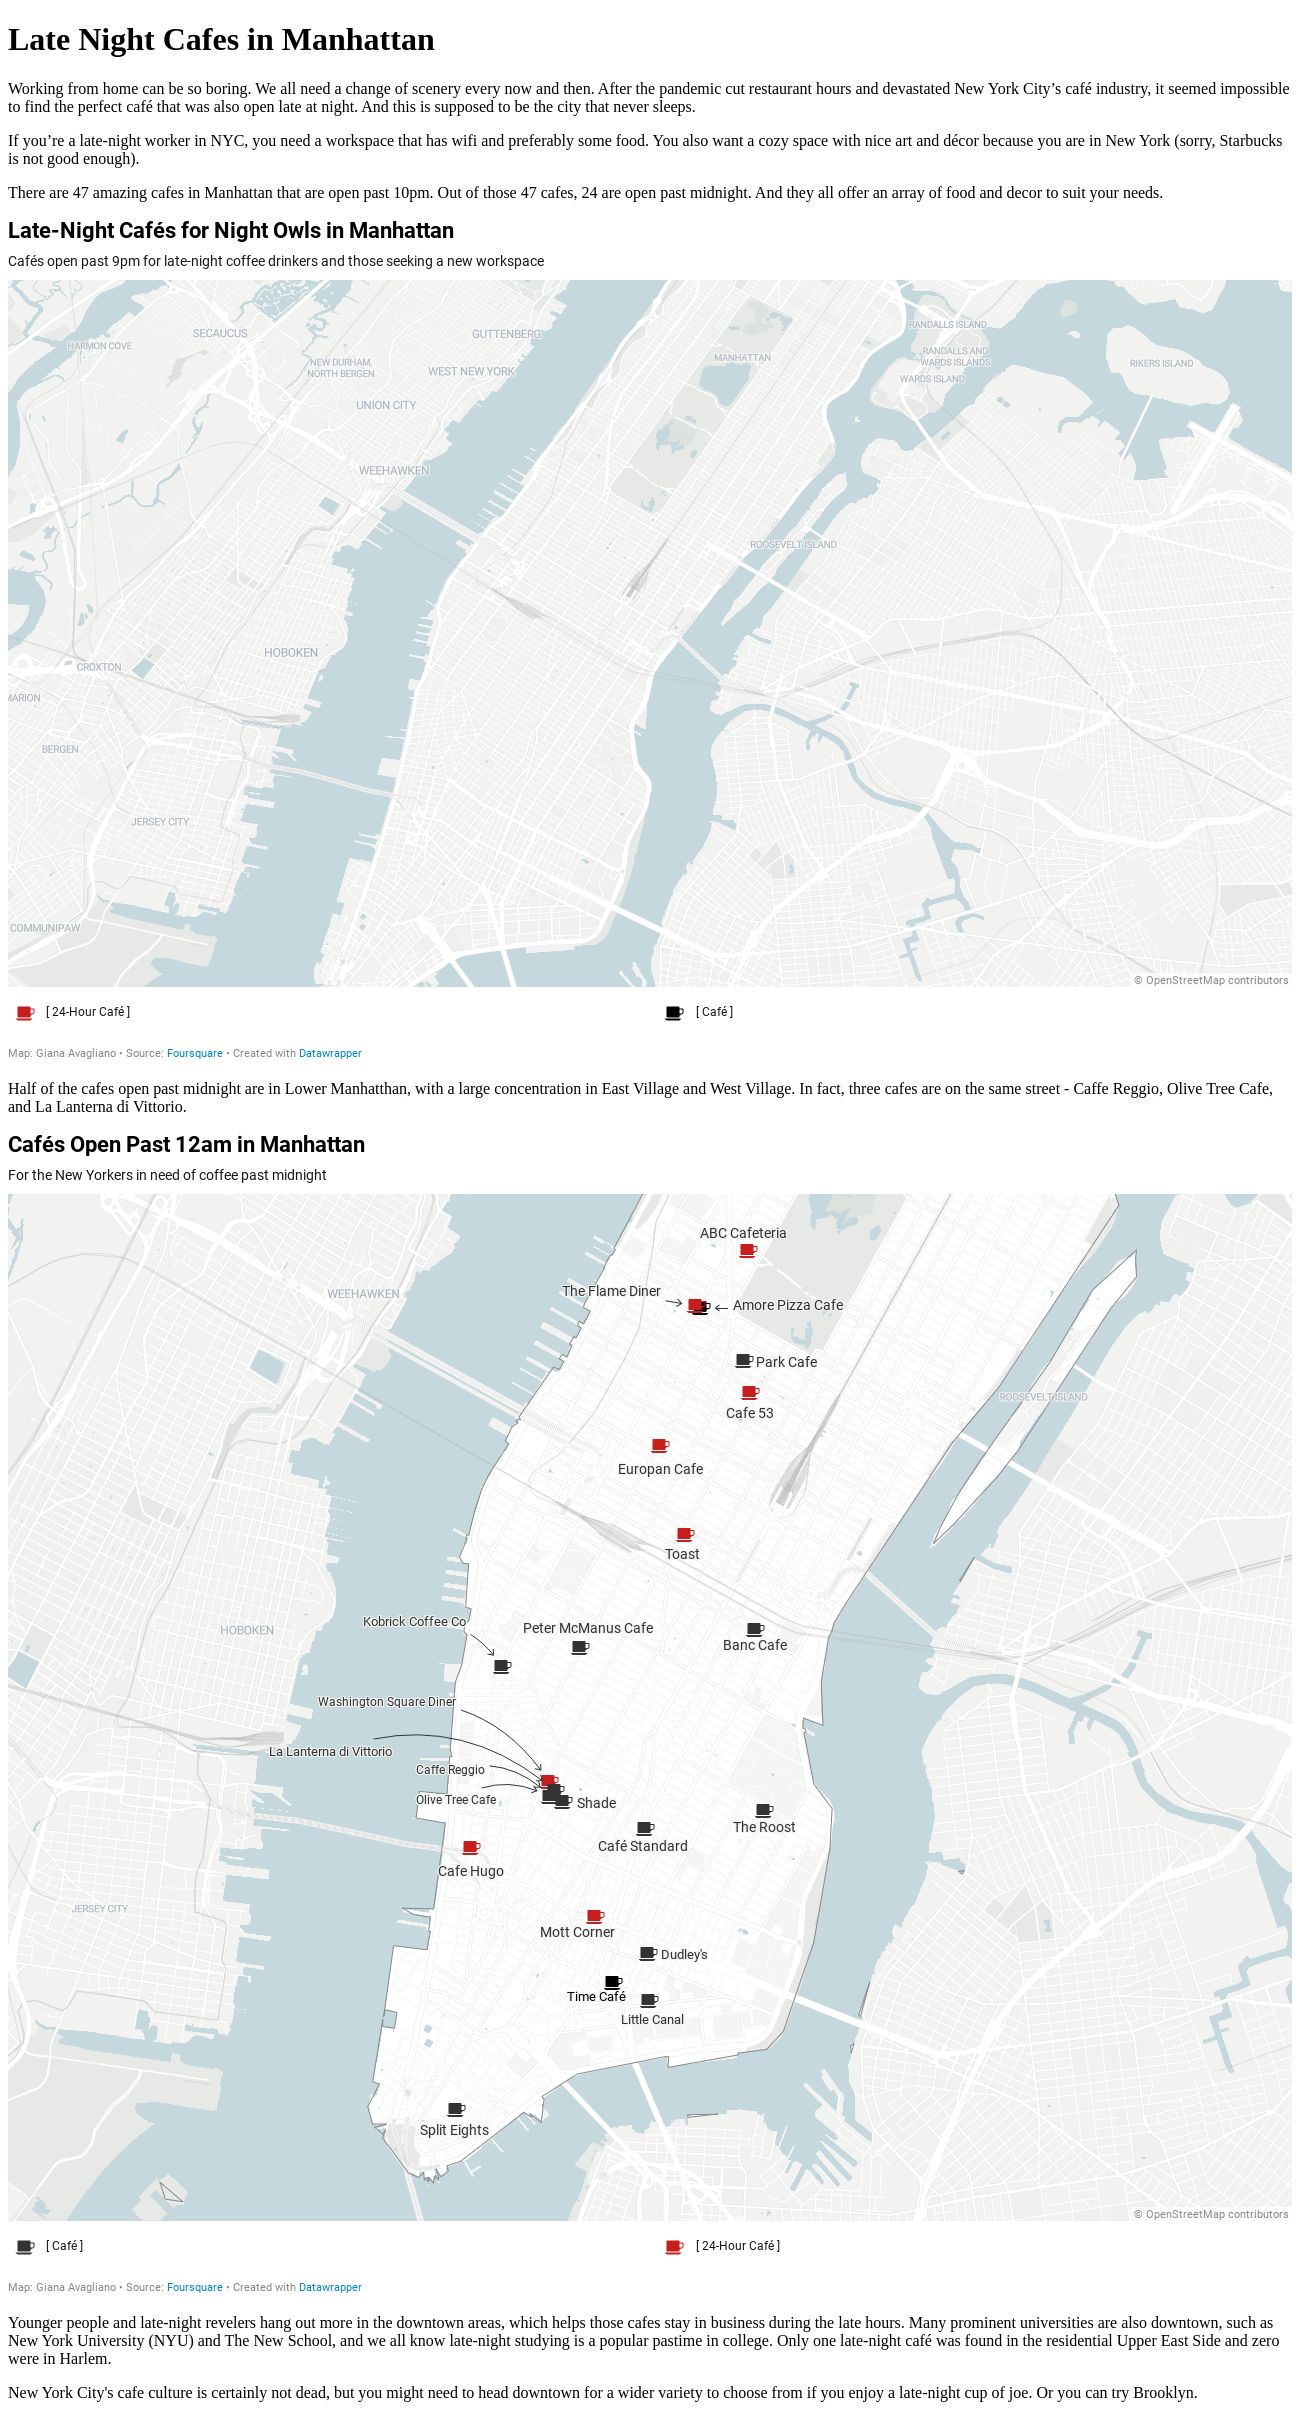 Late Night Cafes in Manhattan
Working from home can be so boring. We all need a change of scenery every now and then. After the pandemic cut restaurant hours and devastated New York City’s café industry, it seemed impossible
to find the perfect café that was also open late at night. And this is supposed to be the city that never sleeps.
If you’re a late-night worker in NYC, you need a workspace that has wifi and preferably some food. You also want a cozy space with nice art and décor because you are in New York (sorry, Starbucks
is not good enough).
There are 47 amazing cafes in Manhattan that are open past 10pm. Out of those 47 cafes, 24 are open past midnight. And they all offer an array of food and decor to suit your needs.
Late-Night Cafés for Night Owls in Manhattan
Cafés open past 9pm for late-night coffee drinkers and those seeking a new workspace
SECAUCUS
GUTTENBERG
RANDALLS ISLAND
HARMON COVE
NEW DURHAM,
NORTH BERGEN
WEST NEW YORK
MANHATTAN
RANDALLS AND
WARDS ISLANDS
WARDS ISLAND
RIKERS ISLAND
UNION CITY
WEEHAWKEN
ROOSEVELT ISLAND
HOBOKEN
CROXTON
MARION
BERGEN
JERSEY CITY
COMMUNIPAW
© OpenStreetMap contributors
[ 24-Hour Café ]
[ Café ]
Map: Giana Avagliano • Source: Foursquare • Created with Datawrapper
Half of the cafes open past midnight are in Lower Manhatthan, with a large concentration in East Village and West Village. In fact, three cafes are on the same street - Caffe Reggio, Olive Tree Cafe,
and La Lanterna di Vittorio.
Cafés Open Past 12am in Manhattan
For the New Yorkers in need of coffee past midnight
ABC Cafeteria
WEEHAWKEN
The Flame Diner
Amore Pizza Cafe
Park Cafe
ROOSEVELT ISLAND
Cafe 53
Europan Cafe
Toast
Kobrick Coffee Co
Peter McManus Cafe
HOBOKEN
Banc Cafe
Washington Square Diner
La Lanterna di Vittorio
Caffe Reggio
Olive Tree Cafe
Shade
The Roost
Café Standard
Cafe Hugo
JERSEY CITY
Mott Corner
Dudley's
Time Café
Little Canal
Split Eights
© OpenStreetMap contributors
[ Café ]
[ 24-Hour Café ]
Map: Giana Avagliano • Source: Foursquare • Created with Datawrapper
Younger people and late-night revelers hang out more in the downtown areas, which helps those cafes stay in business during the late hours. Many prominent universities are also downtown, such as
New York University (NYU) and The New School, and we all know late-night studying is a popular pastime in college. Only one late-night café was found in the residential Upper East Side and zero
were in Harlem.
New York City's cafe culture is certainly not dead, but you might need to head downtown for a wider variety to choose from if you enjoy a late-night cup of joe. Or you can try Brooklyn.